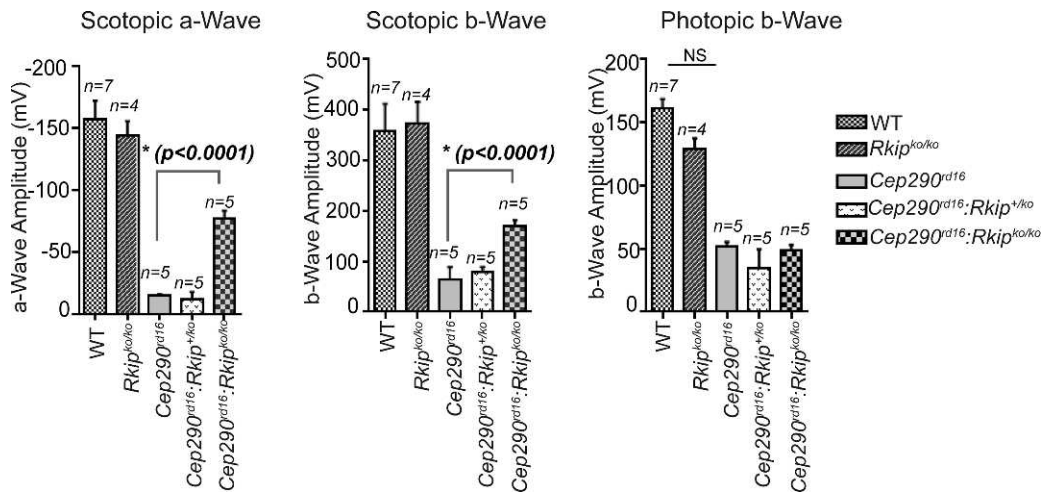 Scotopic a-Wave
a-Wave Amplitude (mV)
-200
-150
-100
-50
0
n=7
n=4
* (p<0.0001)
n=5
n=5
n=5
WT
Rkip^ko/ko
Cep290^rd16
Cep290^rd16:Rkip^+/ko
Cep290^rd16:Rkip^ko/ko
Scotopic b-Wave
b-Wave Amplitude (mV)
400
300
200
100
0
n=7
n=4
* (p<0.0001)
n=5
n=5
n=5
WT
Rkip^ko/ko
Cep290^rd16
Cep290^rd16:Rkip^+/ko
Cep290^rd16:Rkip^ko/ko
Photopic b-Wave
b-Wave Amplitude (mV)
200
150
100
50
0
NS
n=7
n=4
n=5
n=5
n=5
WT
Rkip^ko/ko
Cep290^rd16
Cep290^rd16:Rkip^+/ko
Cep290^rd16:Rkip^ko/ko
WT
Rkip^ko/ko
Cep290^rd16
Cep290^rd16:Rkip^+/ko
Cep290^rd16:Rkip^ko/ko